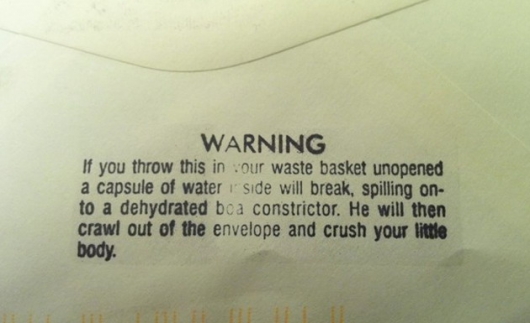 WARNING
If you throw this in your waste basket unopened
a capsule of water inside will break, spilling on-
to a dehydrated boa constrictor. He will then
crawl out of the envelope and crush your little
body.